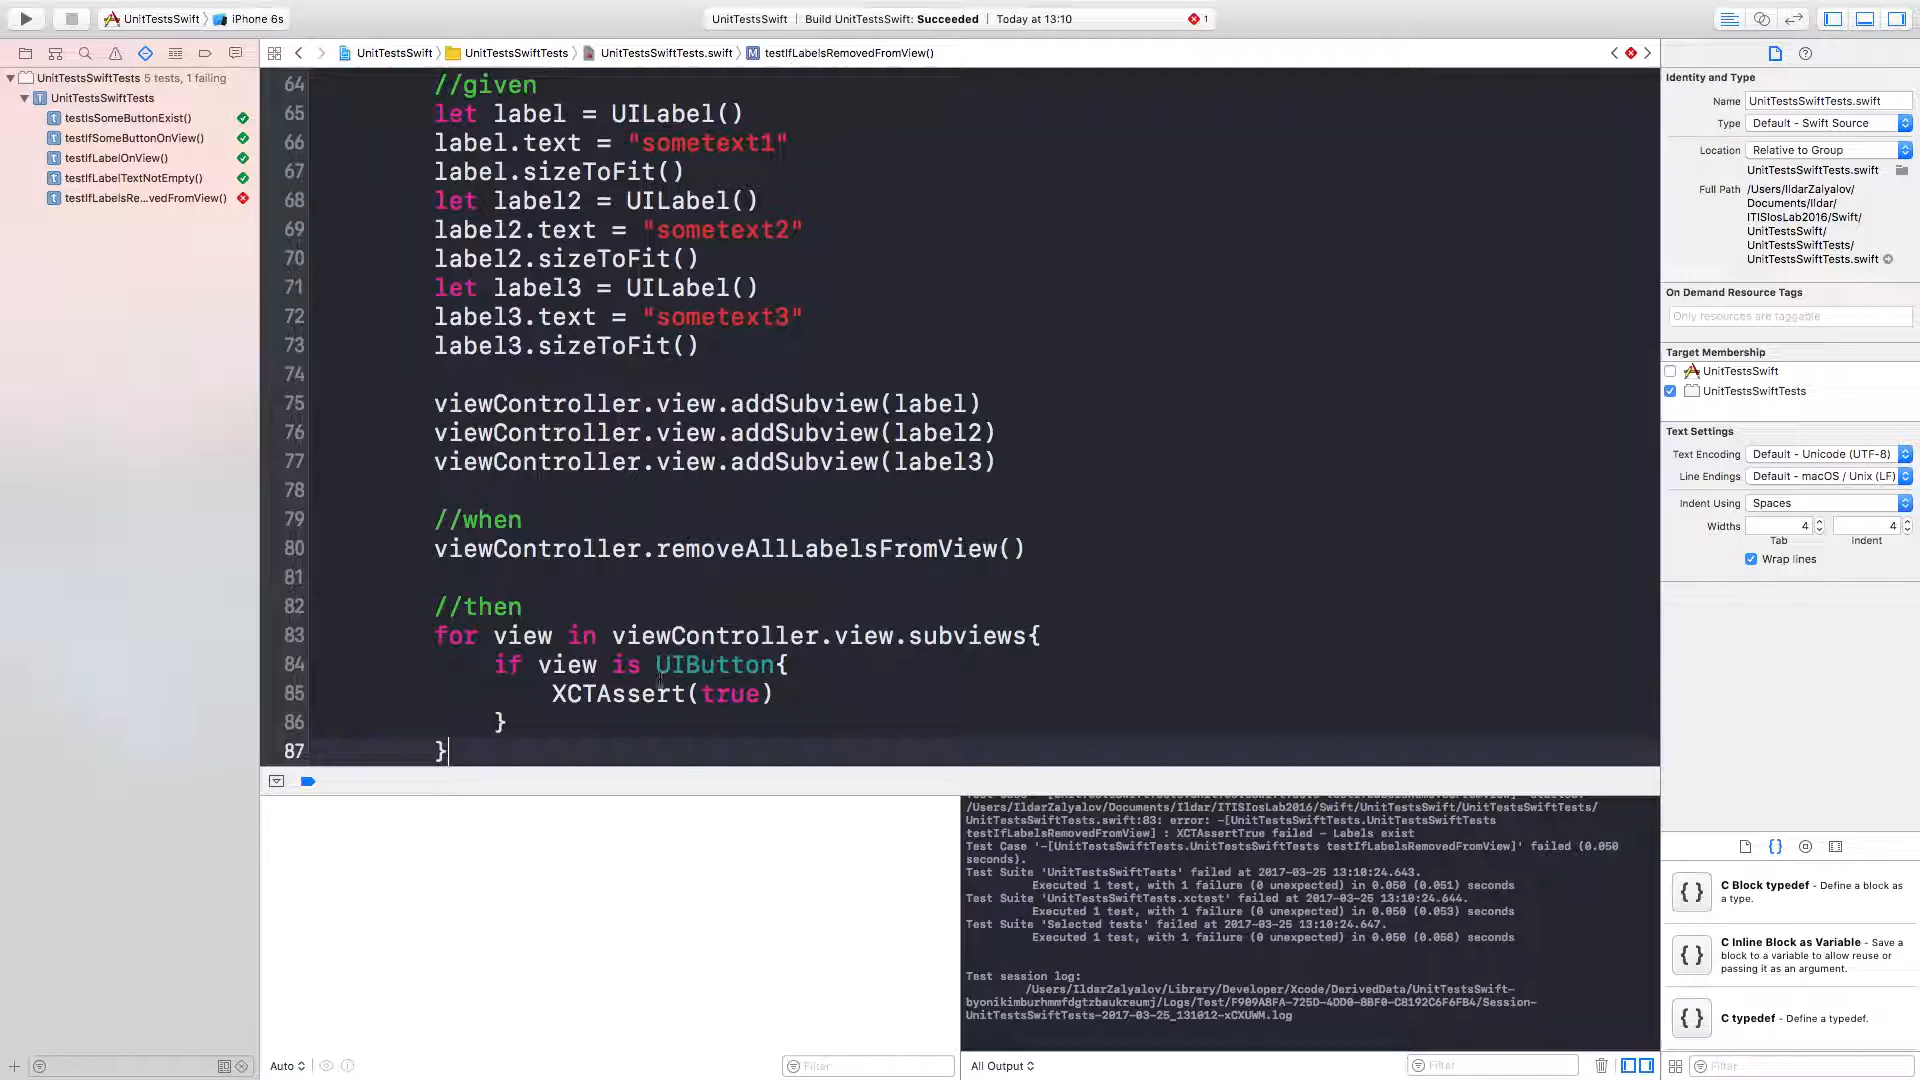 UnitTestsSwift
iPhone 6s
UnitTestsSwift | Build UnitTestsSwift: Succeeded | Today at 13:10
1
UnitTestsSwift
UnitTestsSwiftTests
UnitTestsSwiftTests.swift
testIfLabelsRemovedFromView()
UnitTestsSwiftTests 5 tests, 1 failing
UnitTestsSwiftTests
testIsSomeButtonExist()
testIfSomeButtonOnView()
testIfLabelOnView()
testIfLabelTextNotEmpty()
testIfLabelsRe...vedFromView()
64 //given
65 let label = UILabel()
66 label.text = "sometext1"
67 label.sizeToFit()
68 let label2 = UILabel()
69 label2.text = "sometext2"
70 label2.sizeToFit()
71 let label3 = UILabel()
72 label3.text = "sometext3"
73 label3.sizeToFit()
74
75 viewController.view.addSubview(label)
76 viewController.view.addSubview(label2)
77 viewController.view.addSubview(label3)
78
79 //when
80 viewController.removeAllLabelsFromView()
81
82 //then
83 for view in viewController.view.subviews{
84 if view is UIButton{
85 XCTAssert(true)
86 }
87 }
/Users/IldarZalyalov/Documents/Ildar/ITISIosLab2016/Swift/UnitTestsSwift/UnitTestsSwiftTests/
UnitTestsSwiftTests.swift:83: error: -[UnitTestsSwiftTests.UnitTestsSwiftTests
testIfLabelsRemovedFromView] : XCTAssertTrue failed - Labels exist
Test Case '-[UnitTestsSwiftTests.UnitTestsSwiftTests testIfLabelsRemovedFromView]' failed (0.050
seconds).
Test Suite 'UnitTestsSwiftTests' failed at 2017-03-25 13:10:24.643.
Executed 1 test, with 1 failure (0 unexpected) in 0.050 (0.051) seconds
Test Suite 'UnitTestsSwiftTests.xctest' failed at 2017-03-25 13:10:24.644.
Executed 1 test, with 1 failure (0 unexpected) in 0.050 (0.053) seconds
Test Suite 'Selected tests' failed at 2017-03-25 13:10:24.647.
Executed 1 test, with 1 failure (0 unexpected) in 0.050 (0.058) seconds
Test session log:
/Users/IldarZalyalov/Library/Developer/Xcode/DerivedData/UnitTestsSwift-
byonikimburhmmfdgtzbaukreumj/Logs/Test/F909A8FA-725D-4DD0-8BF0-C8192C6F6FB4/Session-
UnitTestsSwiftTests-2017-03-25_131012-xCXUWM.log
Auto
Filter
All Output
Filter
Identity and Type
Name UnitTestsSwiftTests.swift
Type Default - Swift Source
Location Relative to Group
UnitTestsSwiftTests.swift
Full Path /Users/IldarZalyalov/
Documents/Ildar/
ITISIosLab2016/Swift/
UnitTestsSwift/
UnitTestsSwiftTests/
UnitTestsSwiftTests.swift
On Demand Resource Tags
Only resources are taggable
Target Membership
UnitTestsSwift
UnitTestsSwiftTests
Text Settings
Text Encoding Default - Unicode (UTF-8)
Line Endings Default - macOS / Unix (LF)
Indent Using Spaces
Widths 4 4
Tab Indent
Wrap lines
C Block typedef - Define a block as
a type.
C Inline Block as Variable - Save a
block to a variable to allow reuse or
passing it as an argument.
C typedef - Define a typedef.
Filter